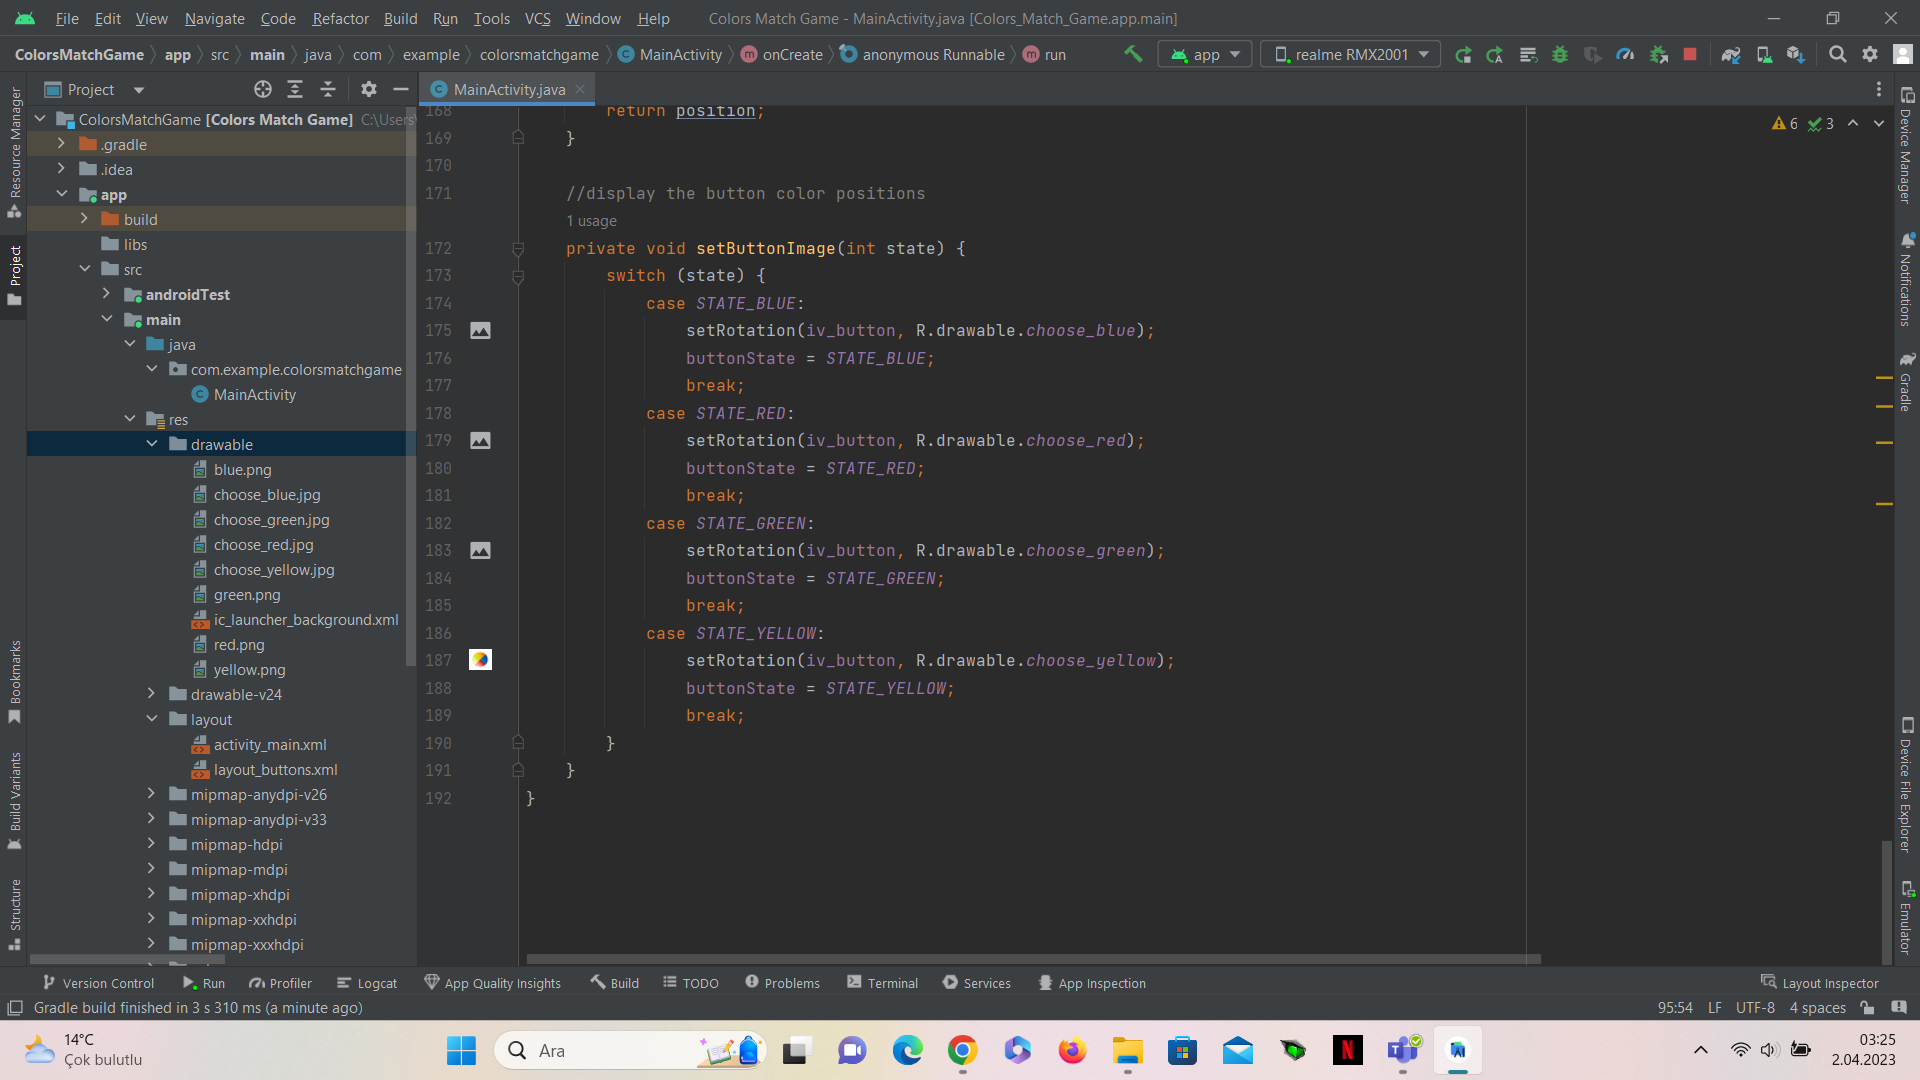 File Edit View Navigate Code Refactor Build Run Tools VCS Window Help Colors Match Game - MainActivity.java [Colors_Match_Game.app.main]
ColorsMatchGame app src main java com example colorsmatchgame MainActivity onCreate anonymous Runnable run app realme RMX2001
Project
MainActivity.java
ColorsMatchGame [Colors Match Game] C:\Users
.gradle
.idea
app
build
libs
src
androidTest
main
java
com.example.colorsmatchgame
MainActivity
res
drawable
blue.png
choose_blue.jpg
choose_green.jpg
choose_red.jpg
choose_yellow.jpg
green.png
ic_launcher_background.xml
red.png
yellow.png
drawable-v24
layout
activity_main.xml
layout_buttons.xml
mipmap-anydpi-v26
mipmap-anydpi-v33
mipmap-hdpi
mipmap-mdpi
mipmap-xhdpi
mipmap-xxhdpi
mipmap-xxxhdpi
Resource Manager
Project
Bookmarks
Build Variants
Structure
168 return position;
169 }
170
171 //display the button color positions
1 usage
172 private void setButtonImage(int state) {
173 switch (state) {
174 case STATE_BLUE:
175 setRotation(iv_button, R.drawable.choose_blue);
176 buttonState = STATE_BLUE;
177 break;
178 case STATE_RED:
179 setRotation(iv_button, R.drawable.choose_red);
180 buttonState = STATE_RED;
181 break;
182 case STATE_GREEN:
183 setRotation(iv_button, R.drawable.choose_green);
184 buttonState = STATE_GREEN;
185 break;
186 case STATE_YELLOW:
187 setRotation(iv_button, R.drawable.choose_yellow);
188 buttonState = STATE_YELLOW;
189 break;
190 }
191 }
192 }
6 3
Device Manager
Notifications
Gradle
Device File Explorer
Emulator
Version Control Run Profiler Logcat App Quality Insights Build TODO Problems Terminal Services App Inspection Layout Inspector
Gradle build finished in 3 s 310 ms (a minute ago) 95:54 LF UTF-8 4 spaces
14°C
Çok bulutlu
Ara
03:25
2.04.2023